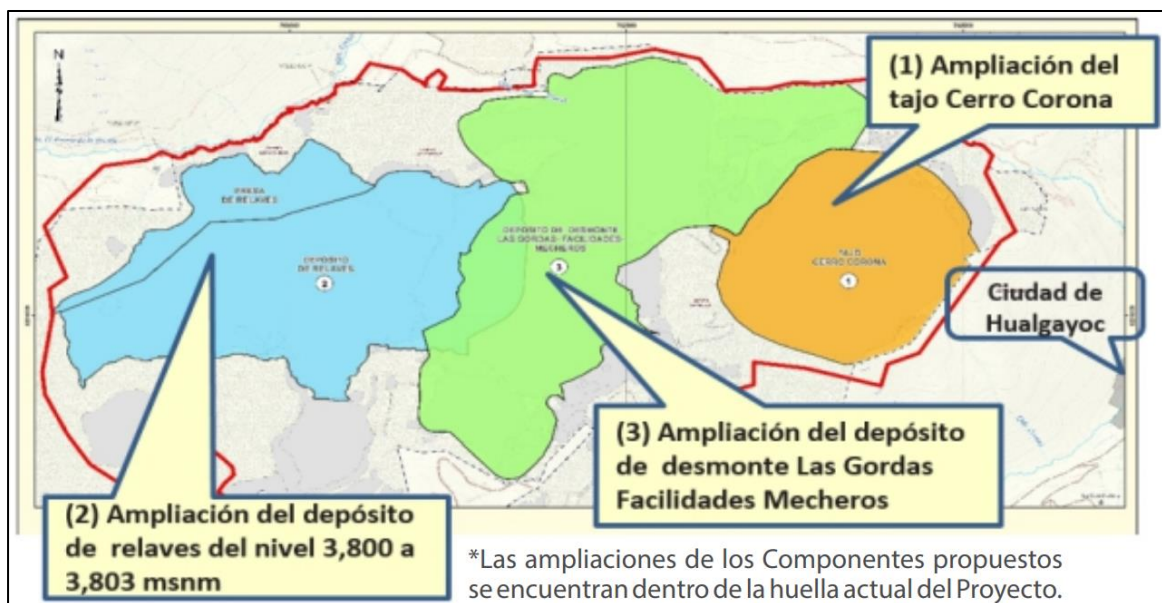 N
(1) Ampliación del
tajo Cerro Corona
PRESA
DE RELAVES
DEPÓSITO
DE RELAVES
2
DEPÓSITO DE DESMONTE
LAS GORDAS- FACILIDADES
MECHEROS
3
TAJO
CERRO CORONA
1
Ciudad de
Hualgayoc
(3) Ampliación del depósito
de desmonte Las Gordas
Facilidades Mecheros
(2) Ampliación del depósito
de relaves del nivel 3,800 a
3,803 msnm
*Las ampliaciones de los Componentes propuestos
se encuentran dentro de la huella actual del Proyecto.